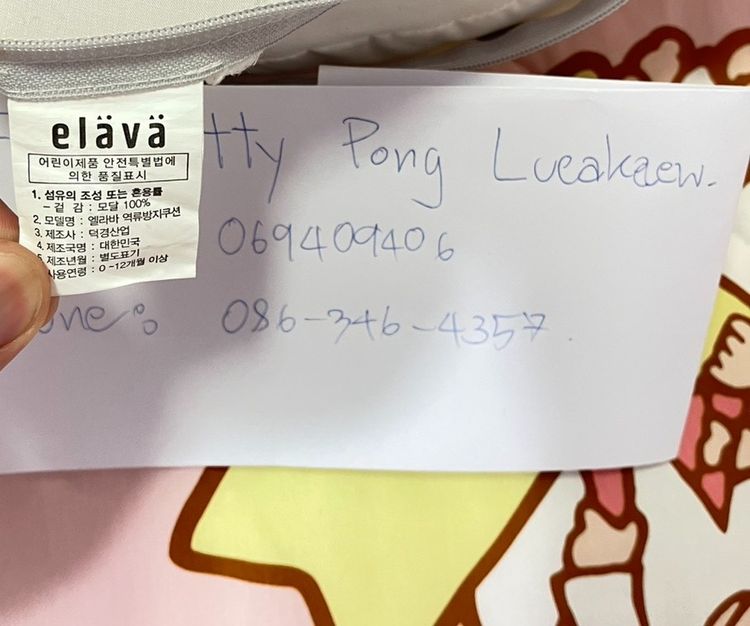 elävä
어린이제품 안전특별법에
의한 품질표시
1. 섬유의 조성 또는 혼용률
- 겉 감 : 모달 100%
2. 모델명 : 엘라바 역류방지쿠션
3. 제조사 : 덕경산업
4. 제조국명 : 대한민국
5. 제조년월 : 별도표기
사용연령 : 0 ~12개월 이상
tty Pong Lueakaew.
069409406
one: 086-346-4357